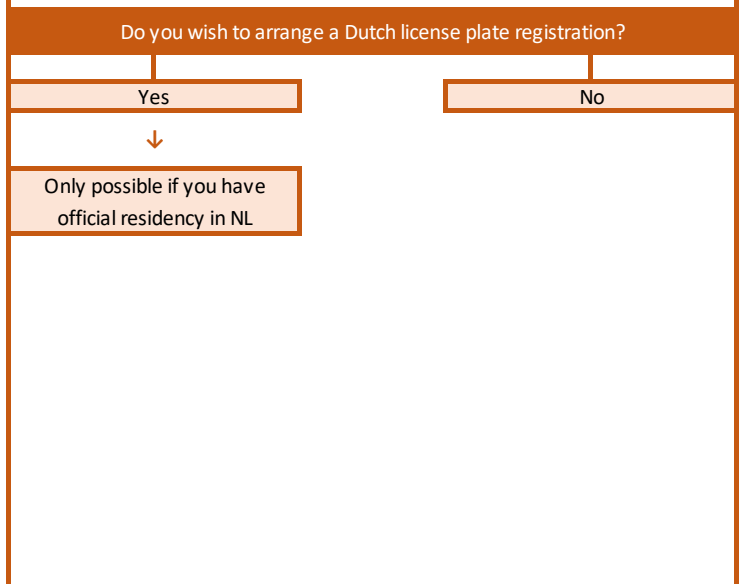 Do you wish to arrange a Dutch license plate registration?
Yes
No
Only possible if you have
official residency in NL